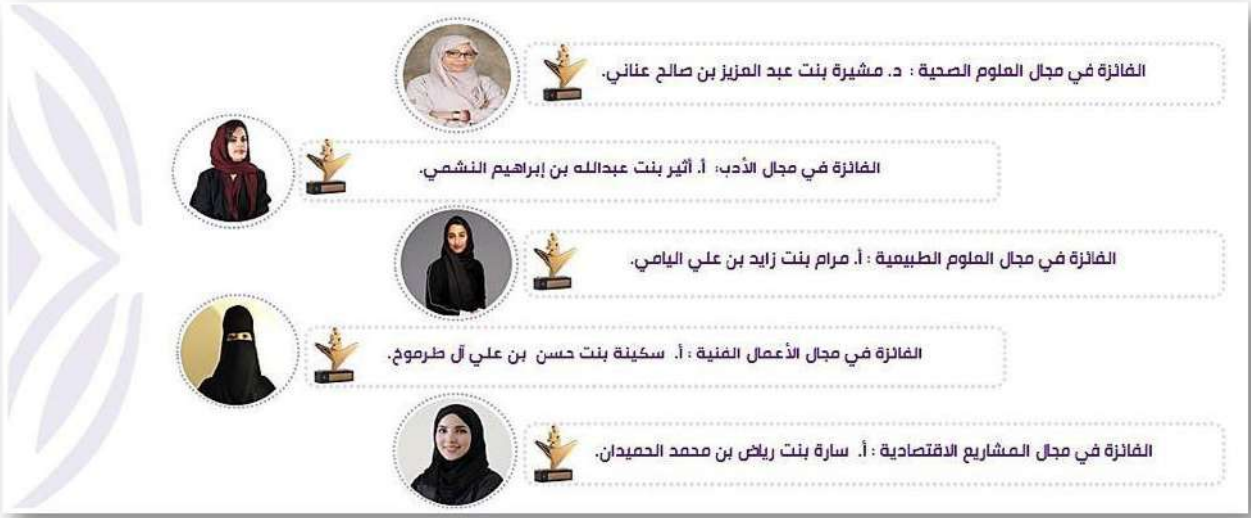 الفائزة في مجال العلوم الصحية : د. مشيرة بنت عبد العزيز بن صالح عناني.
الفائزة في مجال الأدب: أ. أثير بنت عبدالله بن إبراهيم النشمي.
الفائزة في مجال العلوم الطبيعية : أ. مرام بنت زايد بن علي اليامي.
الفائزة في مجال الأعمال الفنية : أ. سكينة بنت حسن بن علي آل طرموخ.
الفائزة في مجال المشاريع الاقتصادية : أ. سارة بنت رياض بن محمد الحميدان.